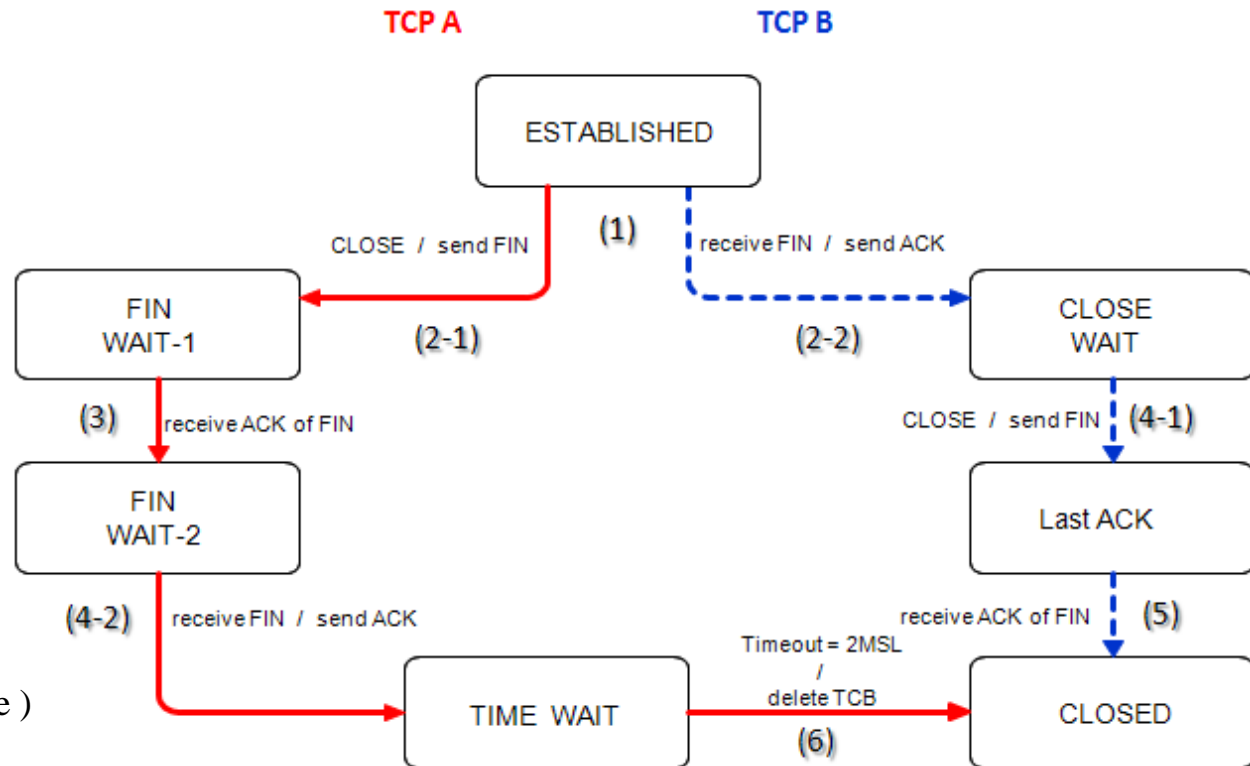 TCP A
TCP B
ESTABLISHED
(1)
CLOSE / send FIN
receive FIN / send ACK
FIN
WAIT-1
(2-1)
(2-2)
CLOSE
WAIT
(3)
receive ACK of FIN
CLOSE / send FIN
(4-1)
FIN
WAIT-2
Last ACK
(4-2)
receive FIN / send ACK
receive ACK of FIN
(5)
Timeout = 2MSL
/
delete TCB
e )
TIME WAIT
(6)
CLOSED